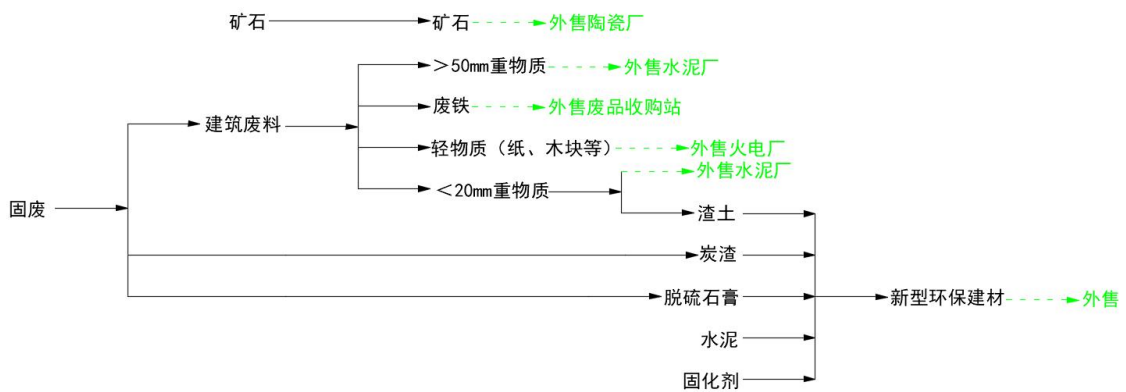 矿石 矿石 外售陶瓷厂
>50mm重物质 外售水泥厂
废铁 外售废品收购站
建筑废料
轻物质（纸、木块等） 外售火电厂
外售水泥厂
<20mm重物质
固废
渣土
炭渣
脱硫石膏 新型环保建材 外售
水泥
固化剂